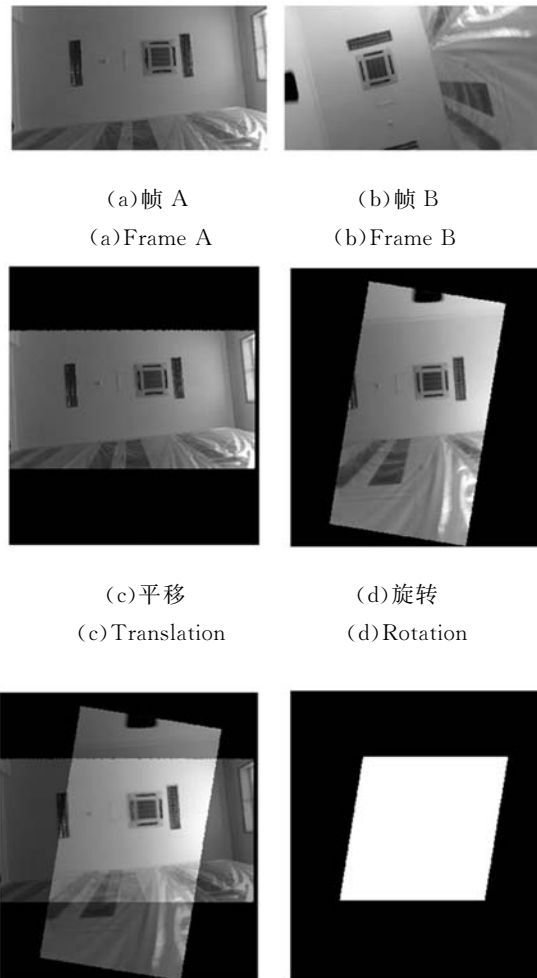 (a)帧 A
(b)帧 B
(a)Frame A
(b)Frame B
(c)平移
(d)旋转
(c)Translation
(d)Rotation